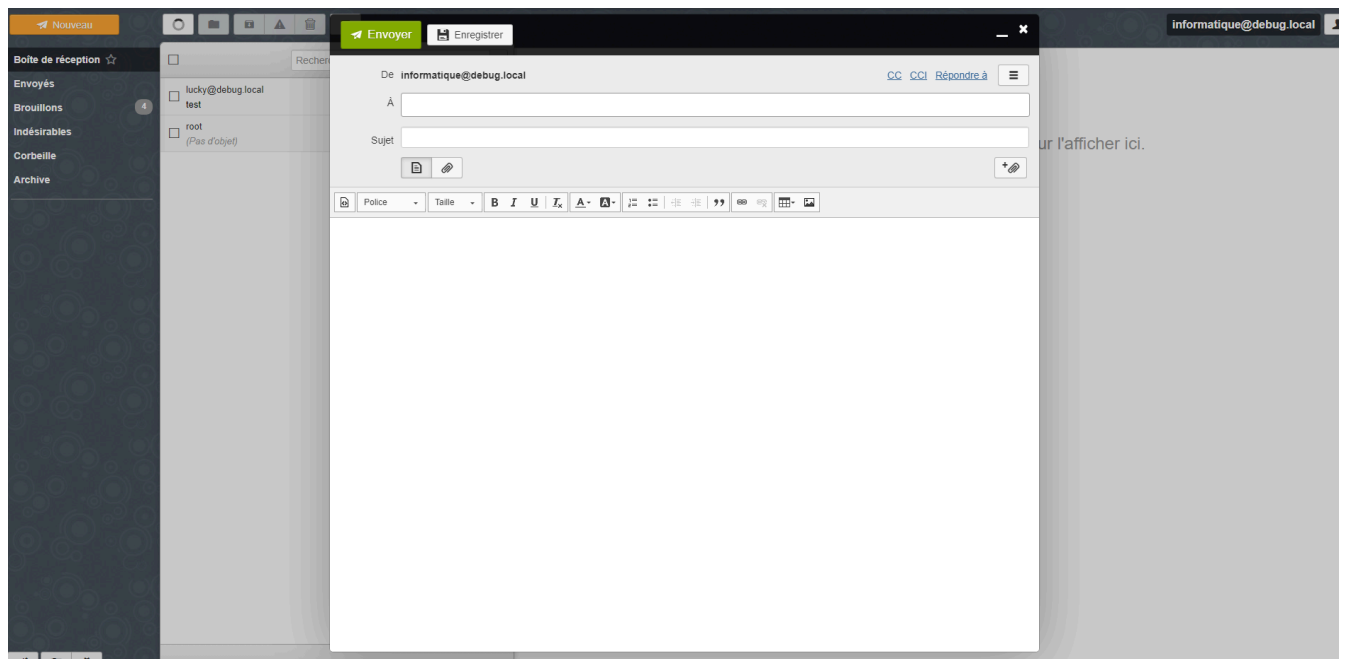 Nouveau
Envoyer
Enregistrer
informatique@debug.local
Boîte de réception
Envoyés
Brouillons 4
Indésirables
Corbeille
Archive
lucky@debug.local
test
root
(Pas d'objet)
De informatique@debug.local CC CCI Répondre à
À
Sujet
Police Taille B I U Tx A A
ur l'afficher ici.